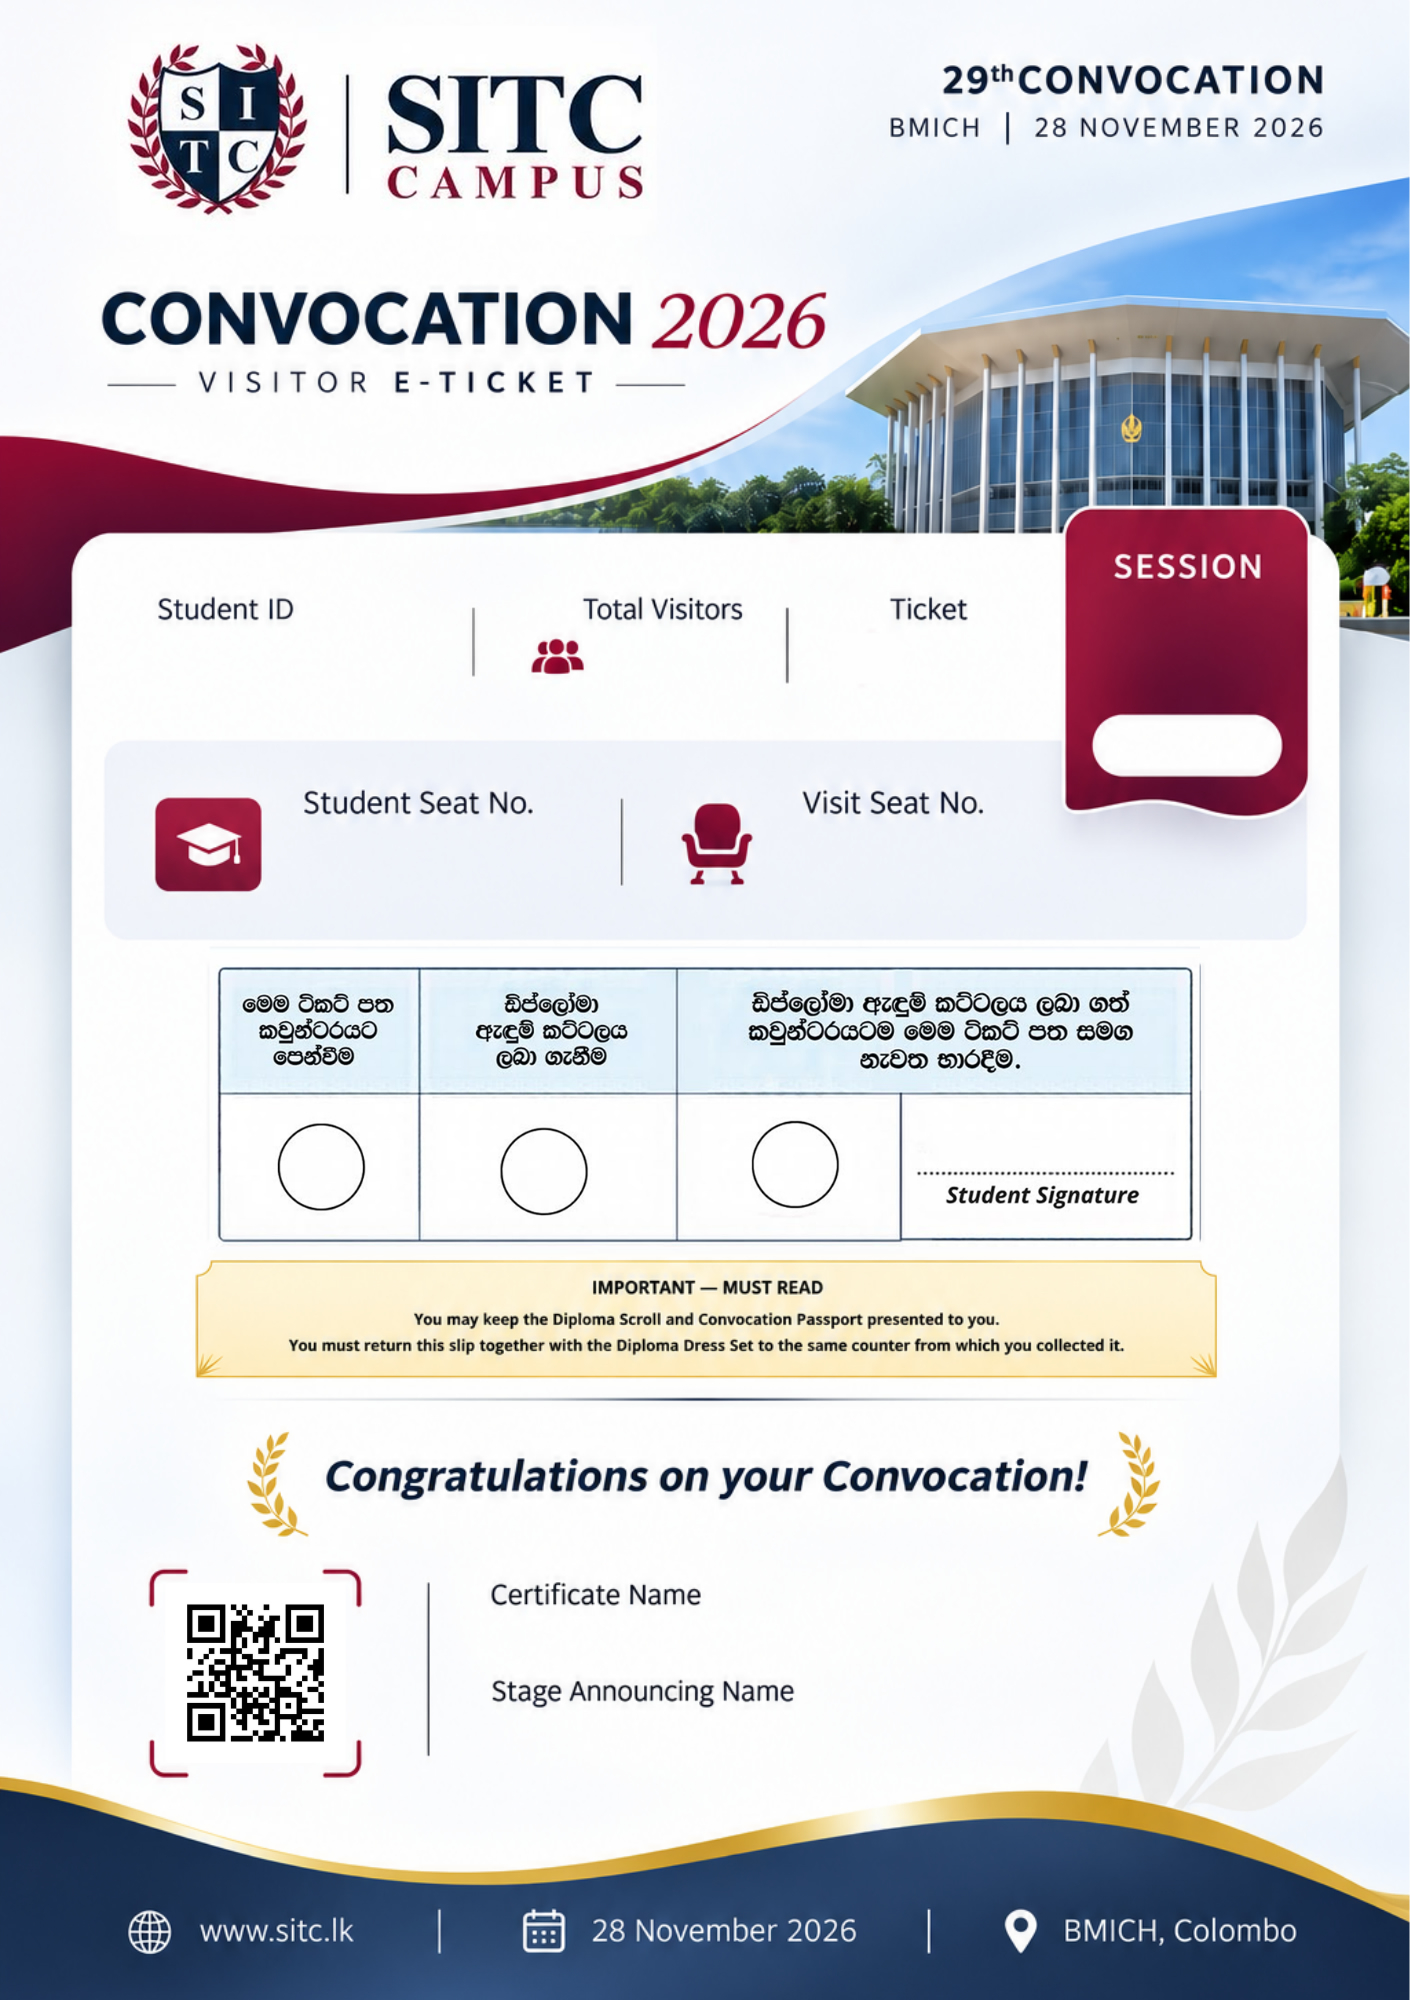 S I
T C
SITC
CAMPUS
29th CONVOCATION
BMICH | 28 NOVEMBER 2026
CONVOCATION 2026
VISITOR E-TICKET
SESSION
Student ID
Total Visitors
Ticket
Student Seat No.
Visit Seat No.
මෙම ටිකට් පත
කවුන්ටරයට
පෙන්වීම
ඩිප්ලෝමා
ඇඳුම් කට්ටලය
ලබා ගැනීම
ඩිප්ලෝමා ඇඳුම් කට්ටලය ලබා ගත්
කවුන්ටරයටම මෙම ටිකට් පත සමග
නැවත භාරදීම.
Student Signature
IMPORTANT — MUST READ
You may keep the Diploma Scroll and Convocation Passport presented to you.
You must return this slip together with the Diploma Dress Set to the same counter from which you collected it.
Congratulations on your Convocation!
Certificate Name
Stage Announcing Name
www.sitc.lk | 28 November 2026 | BMICH, Colombo